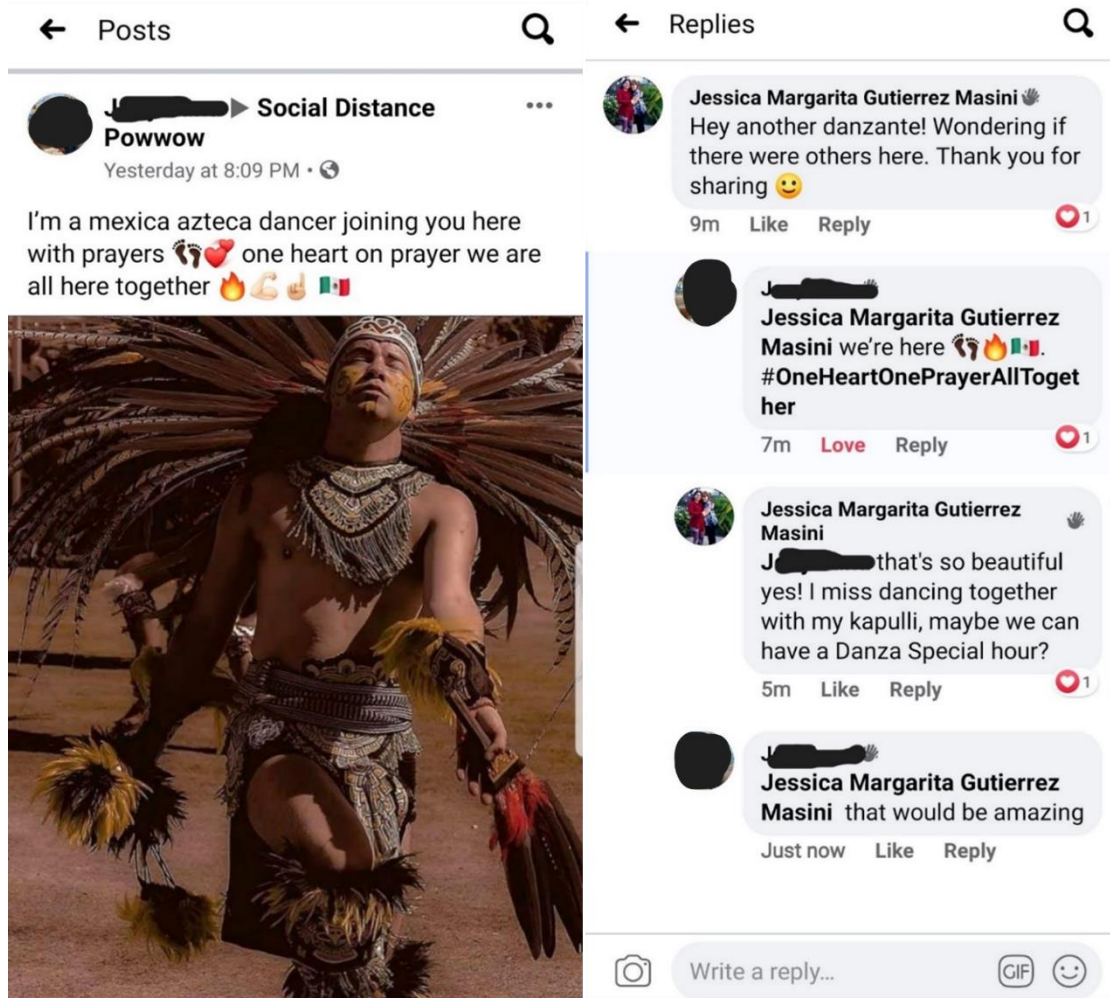 Posts
J Social Distance
Powwow
Yesterday at 8:09 PM •
I'm a mexica azteca dancer joining you here
with prayers 👣💞 one heart on prayer we are
all here together 🔥💪🏻☝🏻 🇲🇽
Replies
Jessica Margarita Gutierrez Masini
Hey another danzante! Wondering if
there were others here. Thank you for
sharing 🙂
9m Like Reply 1
J
Jessica Margarita Gutierrez
Masini we're here 👣🔥🇲🇽.
#OneHeartOnePrayerAllToget
her
7m Love Reply 1
Jessica Margarita Gutierrez
Masini
J that's so beautiful
yes! I miss dancing together
with my kapulli, maybe we can
have a Danza Special hour?
5m Like Reply 1
J
Jessica Margarita Gutierrez
Masini that would be amazing
Just now Like Reply
Write a reply... GIF